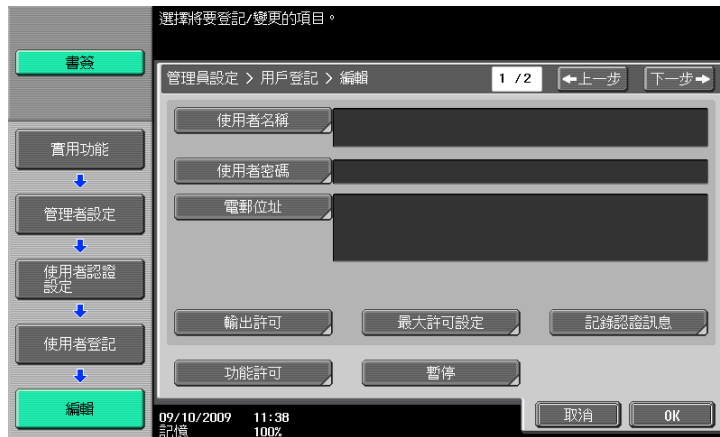 選擇將要登記/變更的項目。
書簽
管理員設定 > 用戶登記 > 編輯
1 /2
←上一步
下一步→
使用者名稱
實用功能
使用者密碼
管理者設定
電郵位址
使用者認證
設定
輸出許可
最大許可設定
記錄認證訊息
使用者登記
功能許可
暫停
編輯
09/10/2009 11:38
記憶 100%
取消
OK